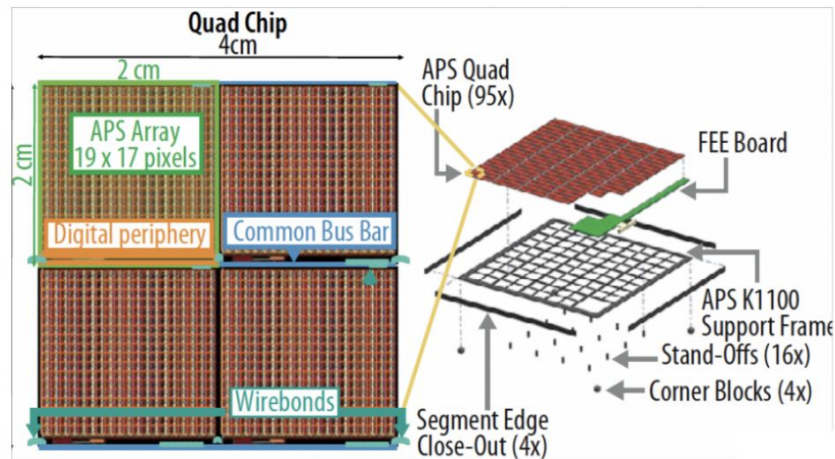 Quad Chip
4cm
2 cm
2 cm
APS Array
19 x 17 pixels
Digital periphery
Common Bus Bar
Wirebonds
APS Quad
Chip (95x)
FEE Board
APS K1100
Support Frame
Stand-Offs (16x)
Corner Blocks (4x)
Segment Edge
Close-Out (4x)